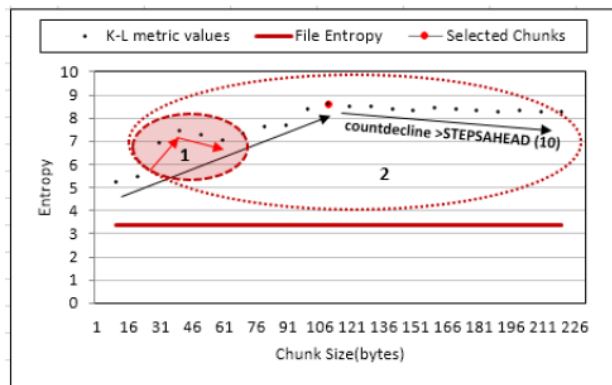 K-L metric values File Entropy Selected Chunks
10
9
8
7
6
5
4
3
2
1
0
Entropy
1
2
countdecline >STEPSAHEAD (10)
1 16 31 46 61 76 91 106 121 136 151 166 181 196 211 226
Chunk Size(bytes)